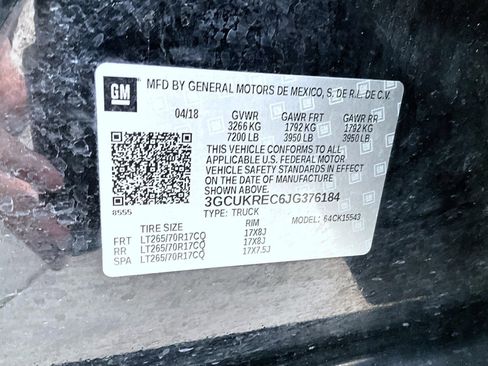 GM
MFD BY GENERAL MOTORS DE MEXICO, S. DE R.L. DE C.V.
04/18 GVWR GAWR FRT GAWR RR
3266 KG 1792 KG 1792 KG
7200 LB 3950 LB 3950 LB
THIS VEHICLE CONFORMS TO ALL
APPLICABLE U.S. FEDERAL MOTOR
VEHICLE SAFETY STANDARDS IN
EFFECT ON THE DATE OF MANUFACTURE
SHOWN ABOVE.
3GCUKREC6JG376184
8555 TYPE: TRUCK 64CK15543
TIRE SIZE RIM
FRT LT265/70R17CQ 17X8J
RR LT265/70R17CQ 17X8J
SPA LT265/70R17CQ 17X7.5J